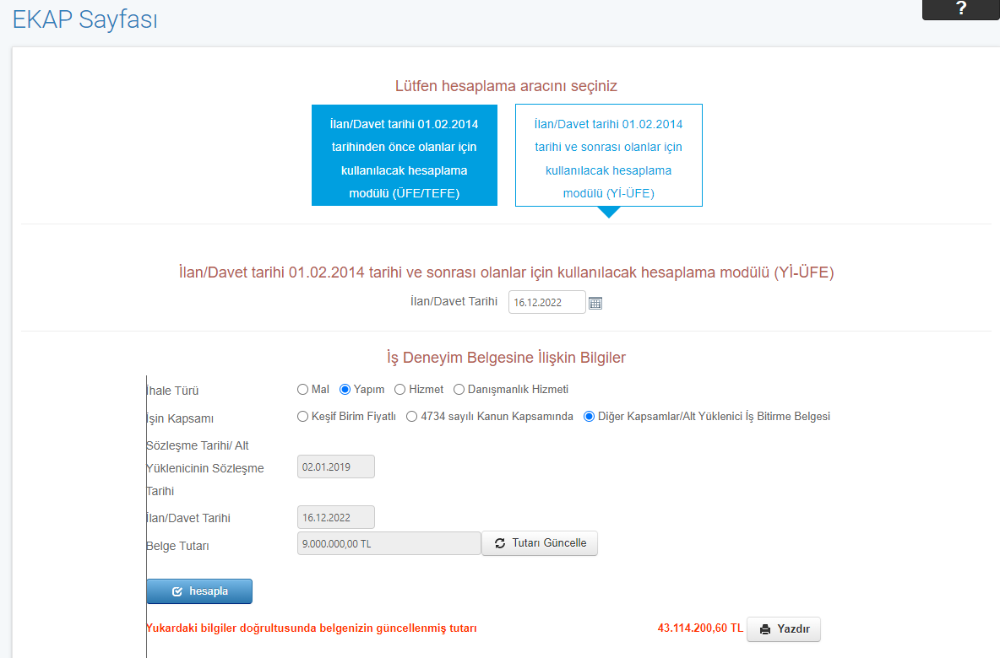 EKAP Sayfası
?
Lütfen hesaplama aracını seçiniz
İlan/Davet tarihi 01.02.2014
tarihinden önce olanlar için
kullanılacak hesaplama
modülü (ÜFE/TEFE)
İlan/Davet tarihi 01.02.2014
tarihi ve sonrası olanlar için
kullanılacak hesaplama
modülü (Yİ-ÜFE)
İlan/Davet tarihi 01.02.2014 tarihi ve sonrası olanlar için kullanılacak hesaplama modülü (Yİ-ÜFE)
İlan/Davet Tarihi 16.12.2022
İş Deneyim Belgesine İlişkin Bilgiler
İhale Türü Mal Yapım Hizmet Danışmanlık Hizmeti
İşin Kapsamı Keşif Birim Fiyatlı 4734 sayılı Kanun Kapsamında Diğer Kapsamlar/Alt Yüklenici İş Bitirme Belgesi
Sözleşme Tarihi/ Alt
Yüklenicinin Sözleşme 02.01.2019
Tarihi
İlan/Davet Tarihi 16.12.2022
Belge Tutarı 9.000.000,00 TL Tutarı Güncelle
hesapla
Yukardaki bilgiler doğrultusunda belgenizin güncellenmiş tutarı 43.114.200,60 TL Yazdır